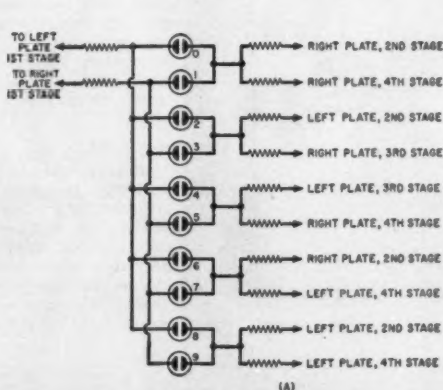 TO LEFT
PLATE
1ST STAGE
TO RIGHT
PLATE
1ST STAGE
0
1
2
3
4
5
6
7
8
9
RIGHT PLATE, 2ND STAGE
RIGHT PLATE, 4TH STAGE
LEFT PLATE, 2ND STAGE
RIGHT PLATE, 3RD STAGE
LEFT PLATE, 3RD STAGE
RIGHT PLATE, 4TH STAGE
RIGHT PLATE, 2ND STAGE
LEFT PLATE, 4TH STAGE
LEFT PLATE, 2ND STAGE
LEFT PLATE, 4TH STAGE
(A)